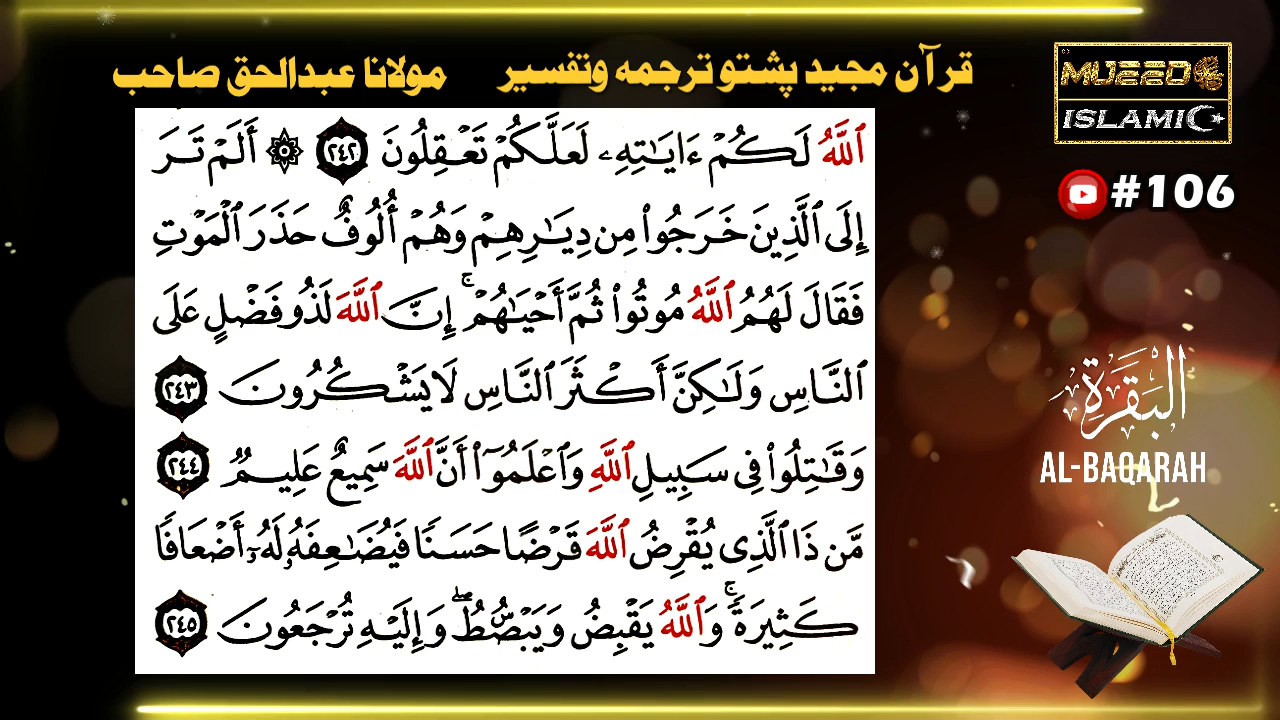 قرآن مجید پشتو ترجمه وتفسیر مولانا عبدالحق صاحب
MUEZZO
ISLAMIC
#106
ٱللَّهُ لَكُمْ ءَايَـٰتِهِۦ لَعَلَّكُمْ تَعْقِلُونَ ٢٤٢ ۞ أَلَمْ تَرَ
إِلَى ٱلَّذِينَ خَرَجُوا۟ مِن دِيَـٰرِهِمْ وَهُمْ أُلُوفٌ حَذَرَ ٱلْمَوْتِ
فَقَالَ لَهُمُ ٱللَّهُ مُوتُوا۟ ثُمَّ أَحْيَـٰهُمْ ۚ إِنَّ ٱللَّهَ لَذُو فَضْلٍ عَلَى
ٱلنَّاسِ وَلَـٰكِنَّ أَكْثَرَ ٱلنَّاسِ لَا يَشْكُرُونَ ٢٤٣
وَقَـٰتِلُوا۟ فِى سَبِيلِ ٱللَّهِ وَٱعْلَمُوٓا۟ أَنَّ ٱللَّهَ سَمِيعٌ عَلِيمٌ ٢٤٤
مَّن ذَا ٱلَّذِى يُقْرِضُ ٱللَّهَ قَرْضًا حَسَنًا فَيُضَـٰعِفَهُۥ لَهُۥٓ أَضْعَافًا
كَثِيرَةً ۚ وَٱللَّهُ يَقْبِضُ وَيَبْصُۜطُ وَإِلَيْهِ تُرْجَعُونَ ٢٤٥
البَقَرَة
AL-BAQARAH